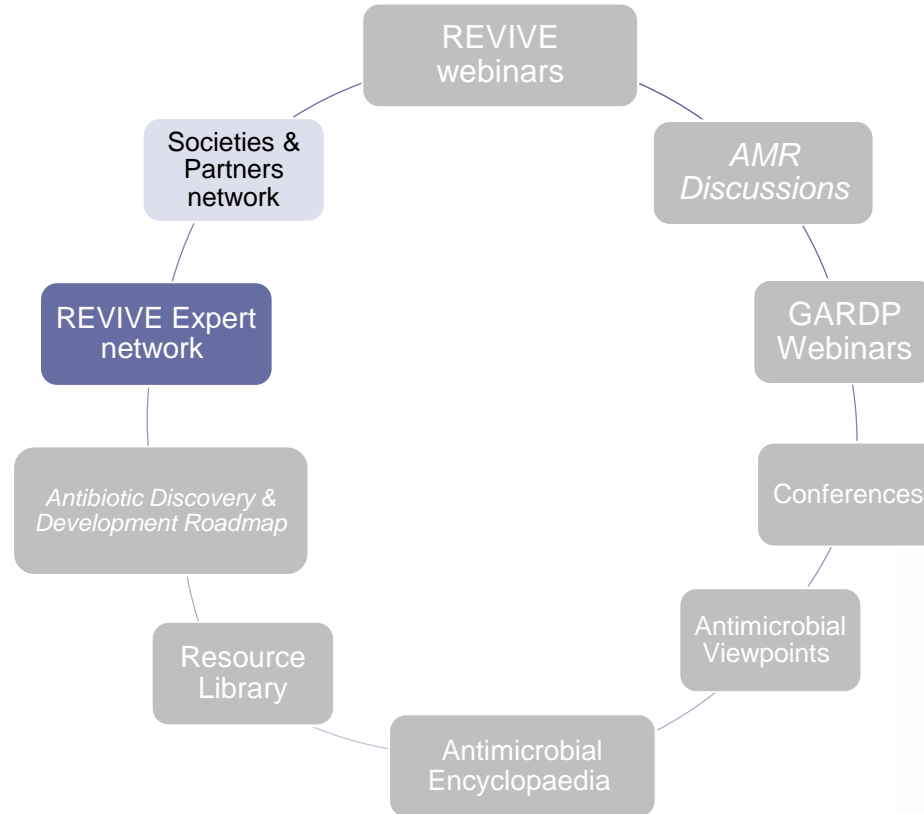 REVIVE
webinars
AMR
Discussions
GARDP
Webinars
Conferences
Antimicrobial
Viewpoints
Antimicrobial
Encyclopaedia
Resource
Library
Antibiotic Discovery &
Development Roadmap
REVIVE Expert
network
Societies &
Partners
network